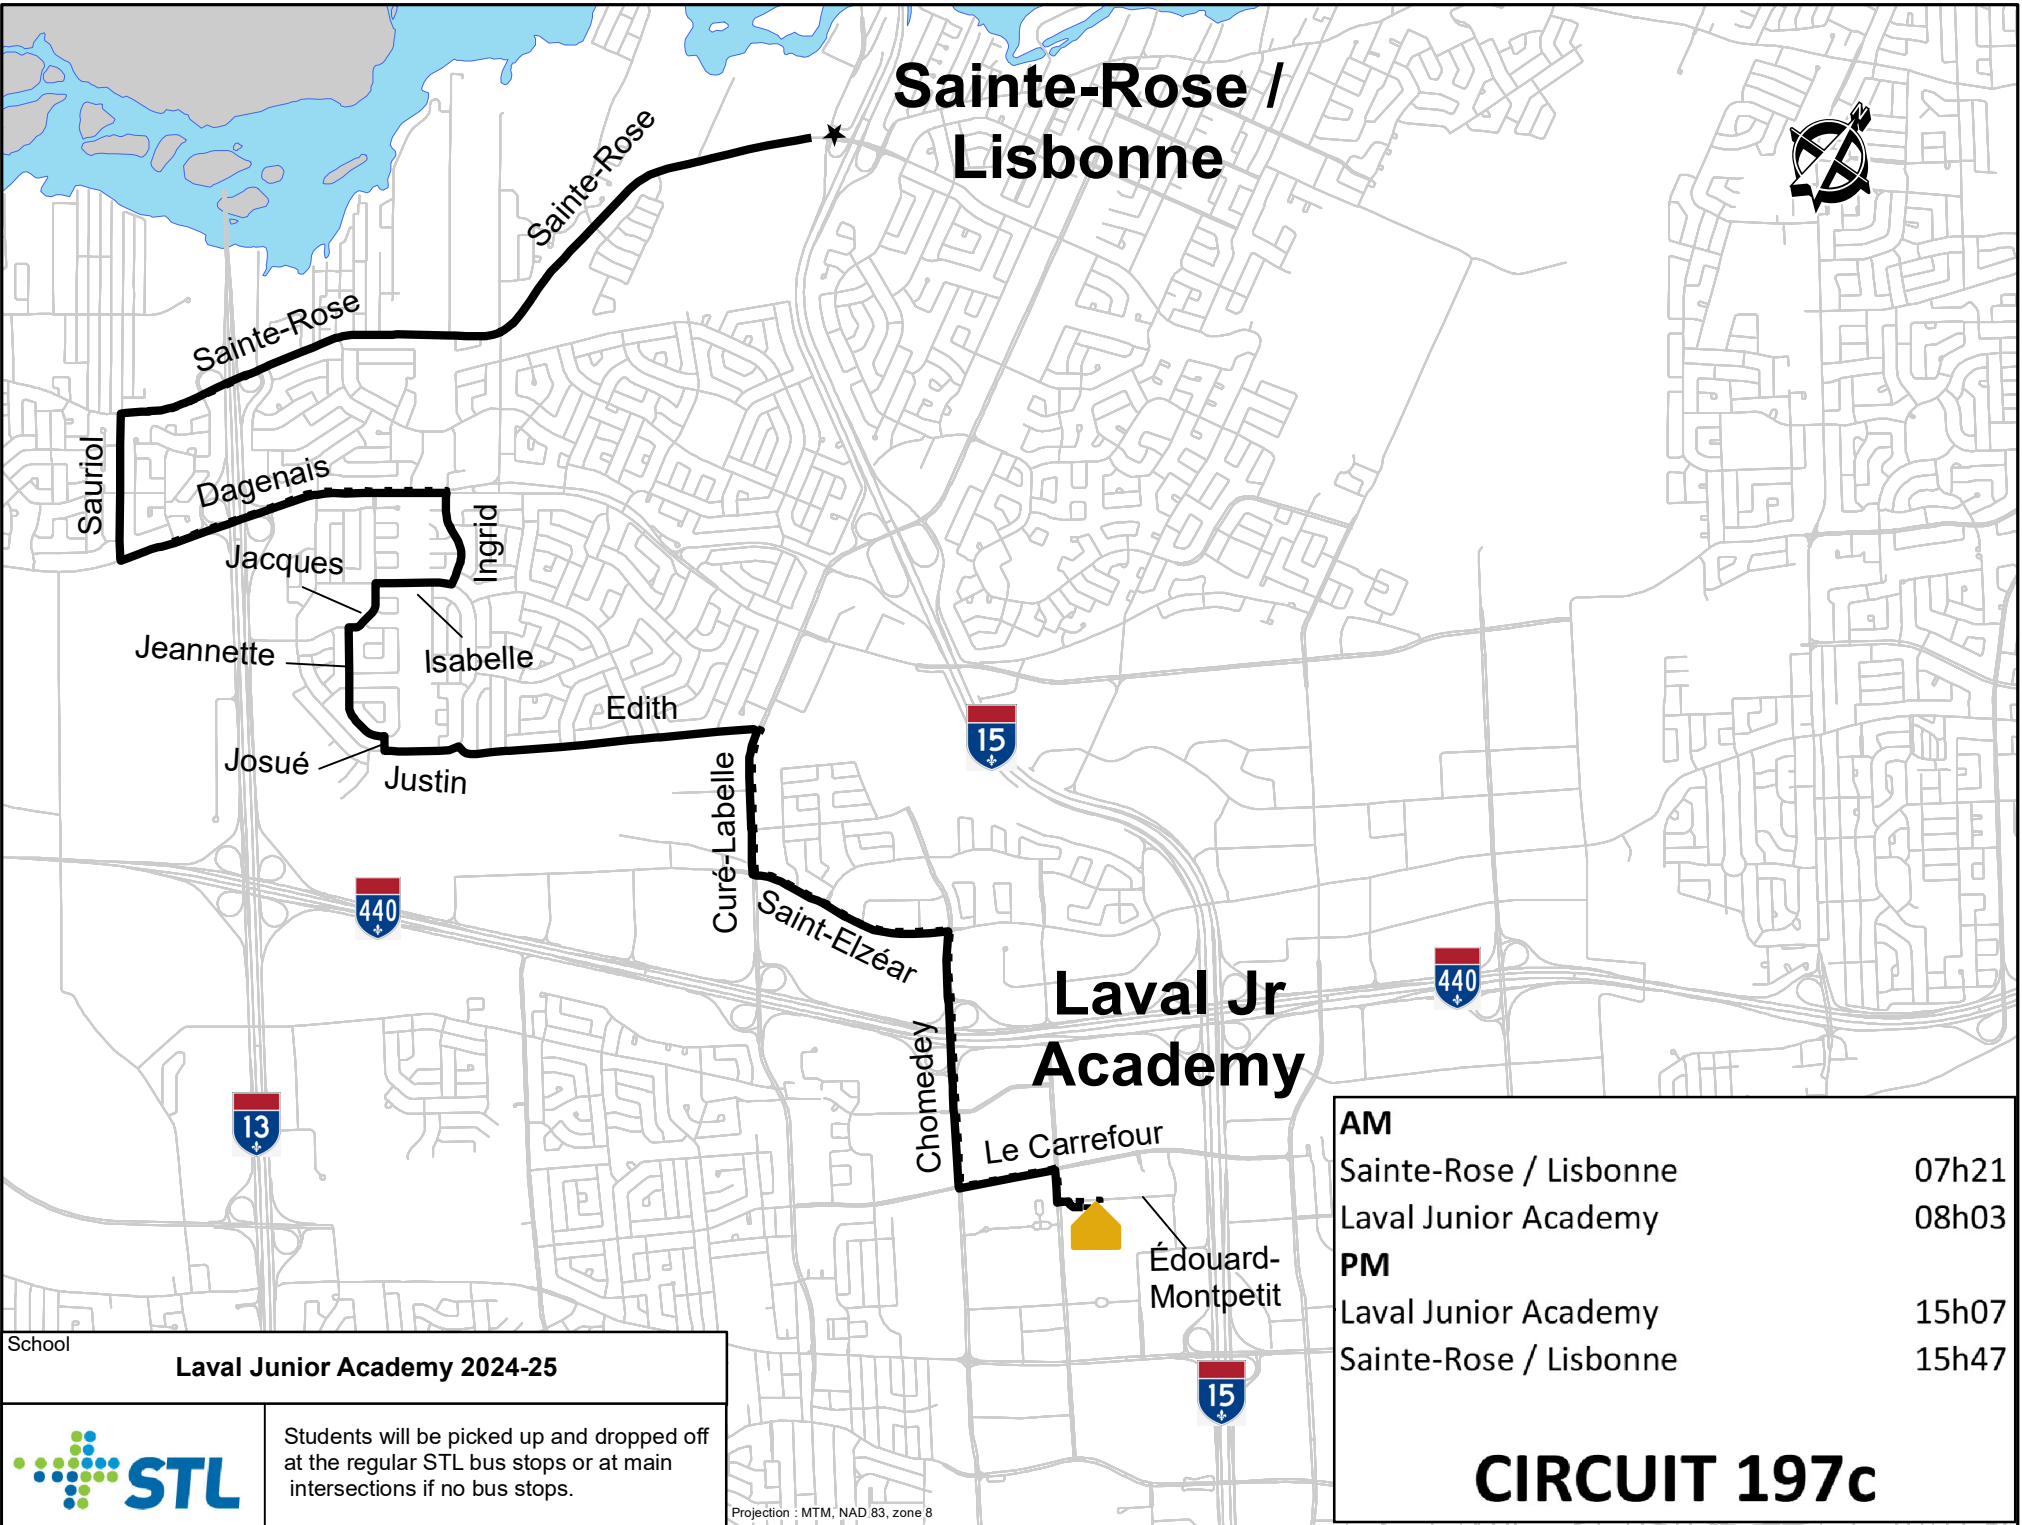 Sainte-Rose /
Lisbonne
N
Sainte-Rose
Sainte-Rose
Sauriol
Dagenais
Ingrid
Jacques
Jeannette
Isabelle
Edith
Josué
Justin
15
Curé-Labelle
440
Saint-Elzéar
440
Laval Jr
Academy
Chomedey
13
Le Carrefour
Édouard-
Montpetit
15
AM
Sainte-Rose / Lisbonne 07h21
Laval Junior Academy 08h03
PM
Laval Junior Academy 15h07
Sainte-Rose / Lisbonne 15h47
CIRCUIT 197c
School
Laval Junior Academy 2024-25
STL
Students will be picked up and dropped off
at the regular STL bus stops or at main
intersections if no bus stops.
Projection : MTM, NAD 83, zone 8